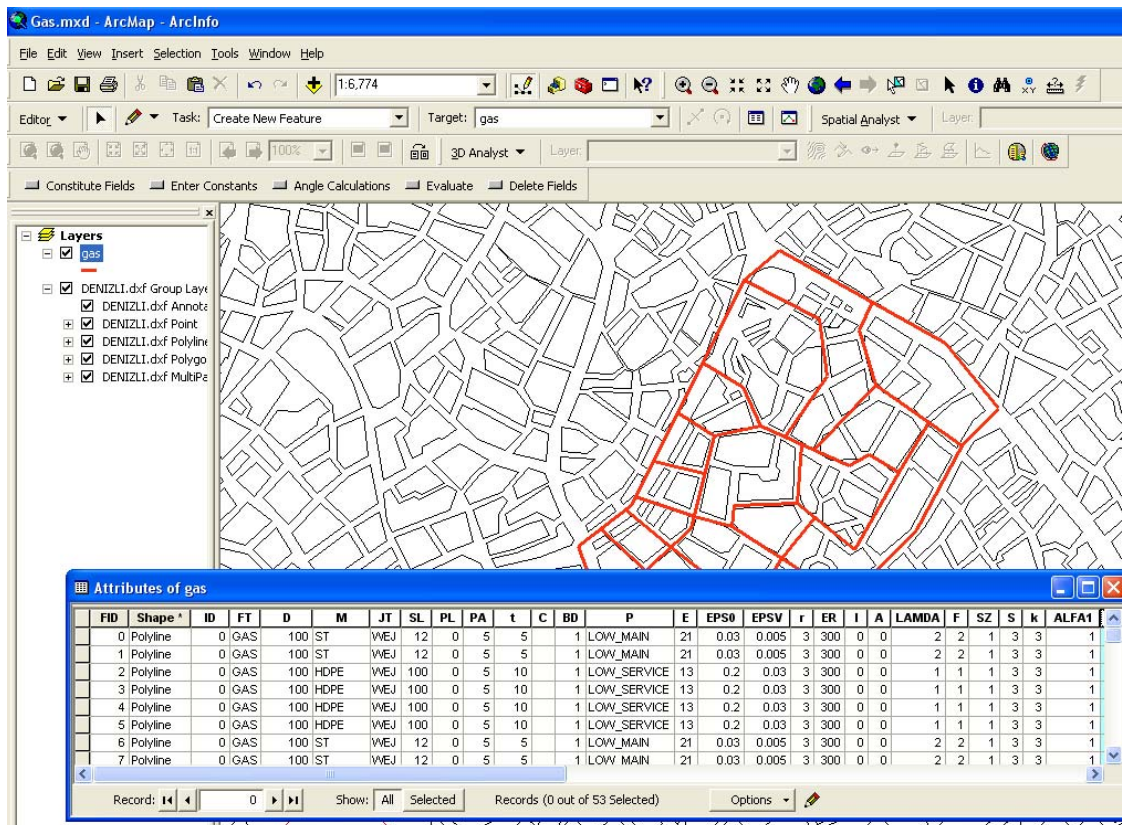 Gas.mxd - ArcMap - ArcInfo
File Edit View Insert Selection Tools Window Help
1:6,774
Editor Task: Create New Feature Target: gas Spatial Analyst Layer:
100% 3D Analyst Layer:
Constitute Fields Enter Constants Angle Calculations Evaluate Delete Fields
Layers
gas
DENIZLI.dxf Group Laye
DENIZLI.dxf Annota
DENIZLI.dxf Point
DENIZLI.dxf Polyline
DENIZLI.dxf Polygo
DENIZLI.dxf MultiPa
Attributes of gas
FID Shape * ID FT D M JT SL PL PA t C BD P E EPS0 EPSV r ER I A LAMDA F SZ S k ALFA1
0 Polyline 0 GAS 100 ST WEJ 12 0 5 5 1 LOW_MAIN 21 0.03 0.005 3 300 0 0 2 2 1 3 3 1
1 Polyline 0 GAS 100 ST WEJ 12 0 5 5 1 LOW_MAIN 21 0.03 0.005 3 300 0 0 2 2 1 3 3 1
2 Polyline 0 GAS 100 HDPE WEJ 100 0 5 10 1 LOW_SERVICE 13 0.2 0.03 3 300 0 0 1 1 1 3 3 1
3 Polyline 0 GAS 100 HDPE WEJ 100 0 5 10 1 LOW_SERVICE 13 0.2 0.03 3 300 0 0 1 1 1 3 3 1
4 Polyline 0 GAS 100 HDPE WEJ 100 0 5 10 1 LOW_SERVICE 13 0.2 0.03 3 300 0 0 1 1 1 3 3 1
5 Polyline 0 GAS 100 HDPE WEJ 100 0 5 10 1 LOW_SERVICE 13 0.2 0.03 3 300 0 0 1 1 1 3 3 1
6 Polyline 0 GAS 100 ST WEJ 12 0 5 5 1 LOW_MAIN 21 0.03 0.005 3 300 0 0 2 2 1 3 3 1
7 Polyline 0 GAS 100 ST WEJ 12 0 5 5 1 LOW_MAIN 21 0.03 0.005 3 300 0 0 2 2 1 3 3 1
Record: 0 Show: All Selected Records (0 out of 53 Selected) Options